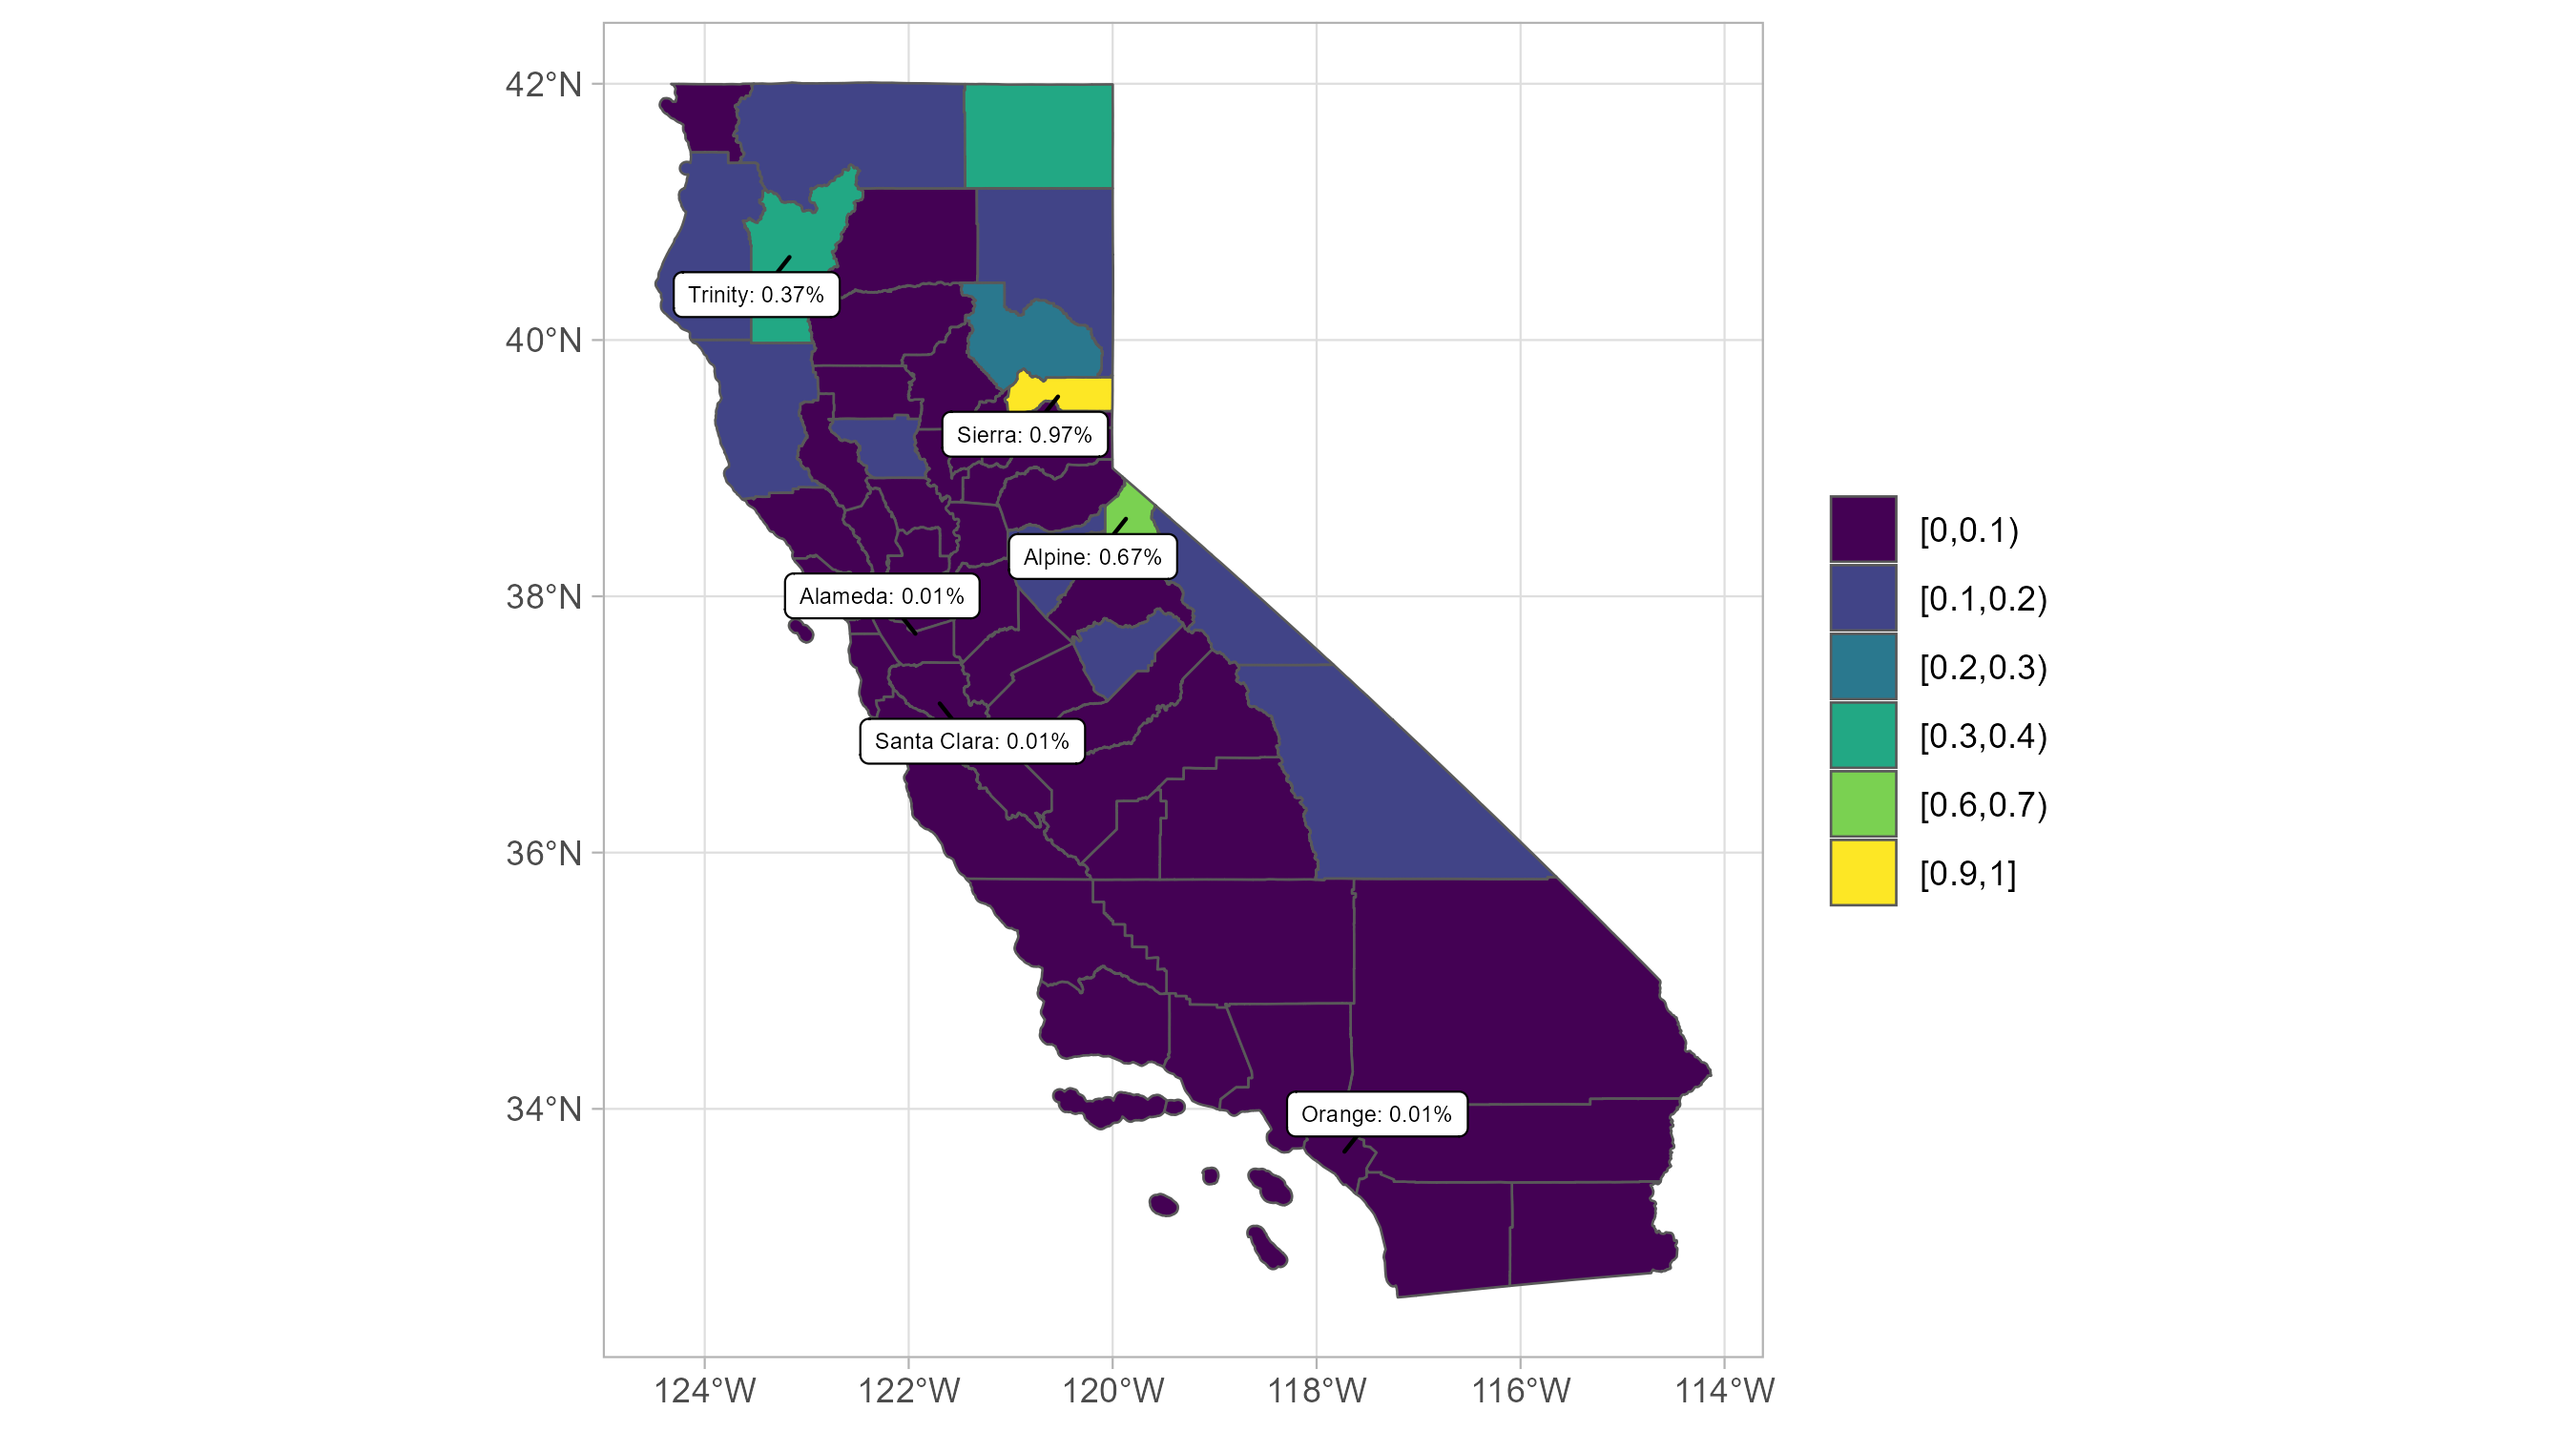 42°N
40°N
38°N
36°N
34°N
Trinity: 0.37%
Sierra: 0.97%
Alpine: 0.67%
Alameda: 0.01%
Santa Clara: 0.01%
Orange: 0.01%
124°W 122°W 120°W 118°W 116°W 114°W
[0,0.1)
[0.1,0.2)
[0.2,0.3)
[0.3,0.4)
[0.6,0.7)
[0.9,1]